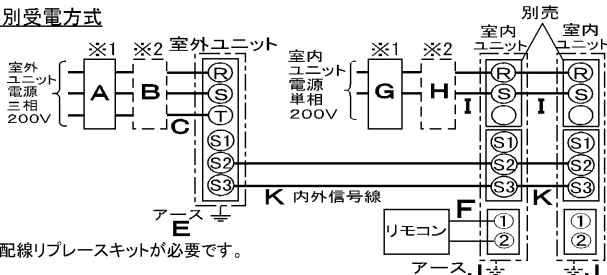 別受電方式
別売
※1
※2
室外ユニット
※1
※2
室内
ユニット
室内
ユニット
室外
ユニット
電源
三相
200V
A
B
C
R
S
T
S1
S2
S3
室内
ユニット
電源
単相
200V
G
H
I
R
S
I
R
S
S1
S2
S3
S1
S2
S3
K 内外信号線
K
アース
E
リモコン
F
1
2
1
2
配線リプレースキットが必要です。
アース
J
J